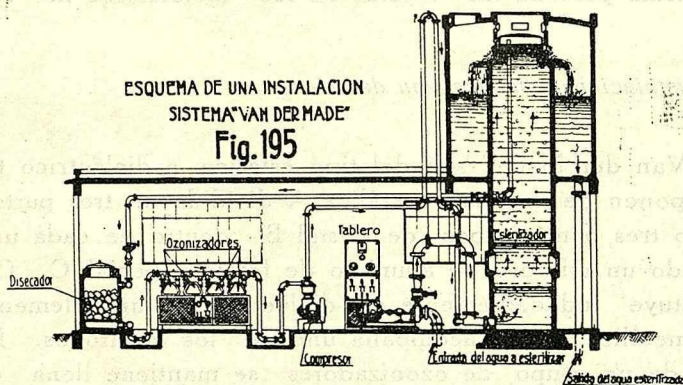 ESQUEMA DE UNA INSTALACION
SISTEMA "VAN DER MADE"
Fig. 195
Ozonizadores
Tablero
Esterilizador
Disecador
Compresor
Entrada del agua a esterilizar
Salida del agua esterilizada